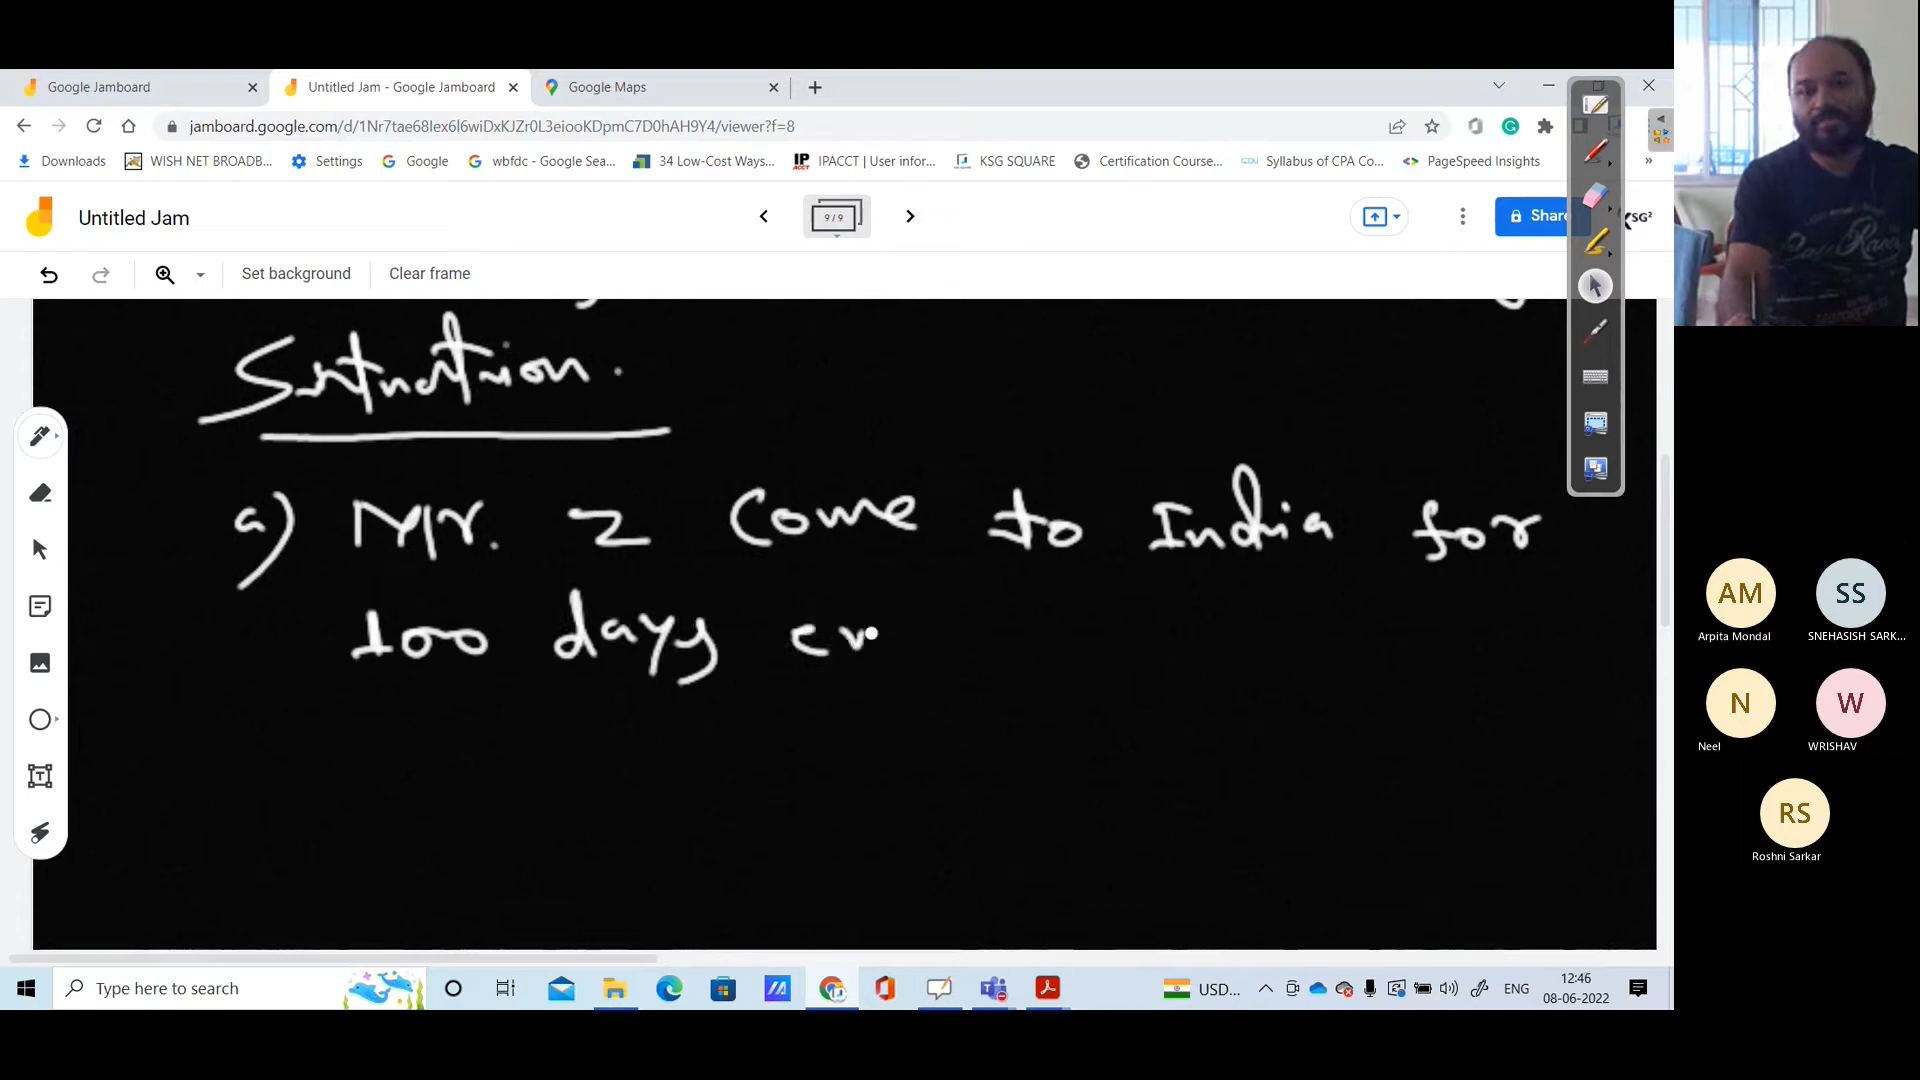 Google Jamboard
Untitled Jam - Google Jamboard
Google Maps
jamboard.google.com/d/1Nr7tae68Iex6I6wiDxKJZr0L3eiooKDpmC7D0hAH9Y4/viewer?f=8
Downloads
WISH NET BROADB...
Settings
Google
wbfdc - Google Sea...
34 Low-Cost Ways...
IPACCT | User infor...
KSG SQUARE
Certification Course...
Syllabus of CPA Co...
PageSpeed Insights
»
Untitled Jam
9 / 9
Share
KSG²
Set background
Clear frame
Situation.
a) Mr. Z Come to India for
100 days ev
AM
Arpita Mondal
SS
SNEHASISH SARK...
N
Neel
W
WRISHAV
RS
Roshni Sarkar
Type here to search
USD...
ENG
12:46
08-06-2022